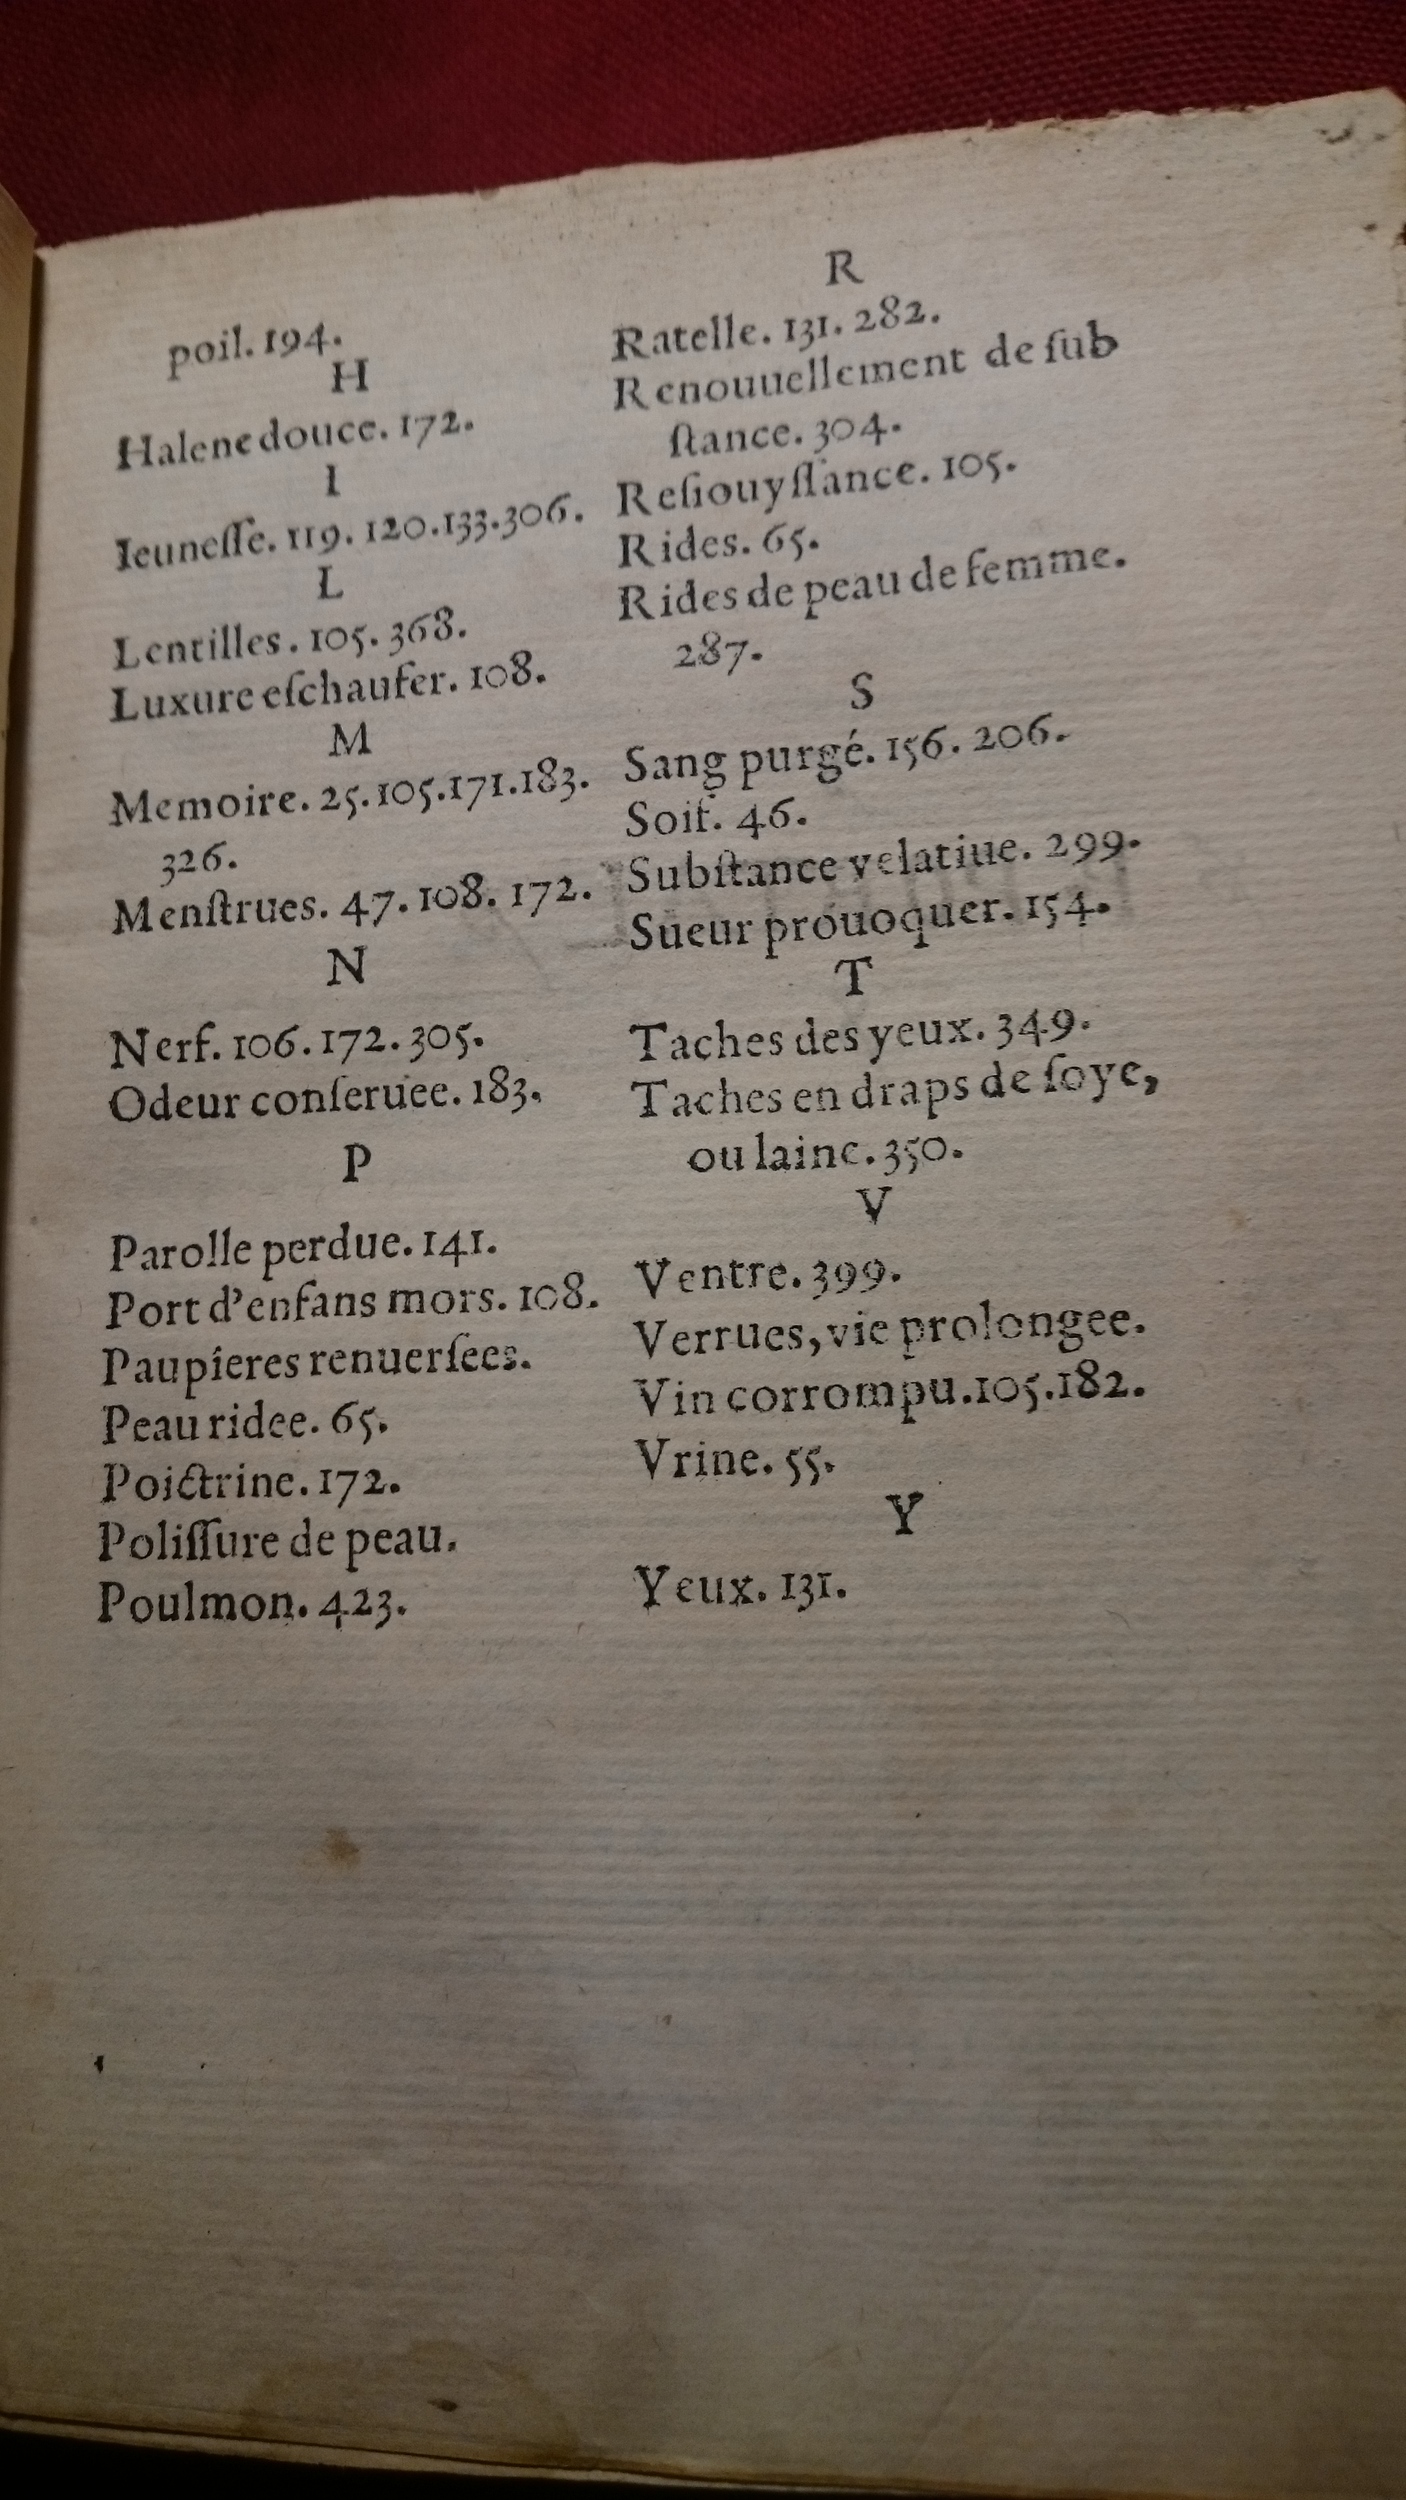 poil. 194.
H
Halene douce. 172.
I
Ieuneſſe. 119. 120. 133. 306.
L
Lentilles. 105. 368.
Luxure eſchaufer. 108.
M
Memoire. 25. 105. 171. 183.
326.
Menſtrues. 47. 108. 172.
N
Nerf. 106. 172. 305.
Odeur conſeruee. 183.
P
Parolle perdue. 141.
Port d'enfans mors. 108.
Paupieres renuerſees.
Peau ridee. 65.
Poictrine. 172.
Poliſſure de peau.
Poulmon. 423.
R
Ratelle. 131. 282.
Renouuellement de ſub
ſtance. 304.
Reſiouyſſance. 105.
Rides. 65.
Rides de peau de femme.
287.
S
Sang purgé. 156. 206.
Soif. 46.
Subſtance velatiue. 299.
Sueur prouoquer. 154.
T
Taches des yeux. 349.
Taches en draps de ſoye,
ou laine. 350.
V
Ventre. 399.
Verrues, vie prolongee.
Vin corrompu. 105. 182.
Vrine. 55.
Y
Yeux. 131.